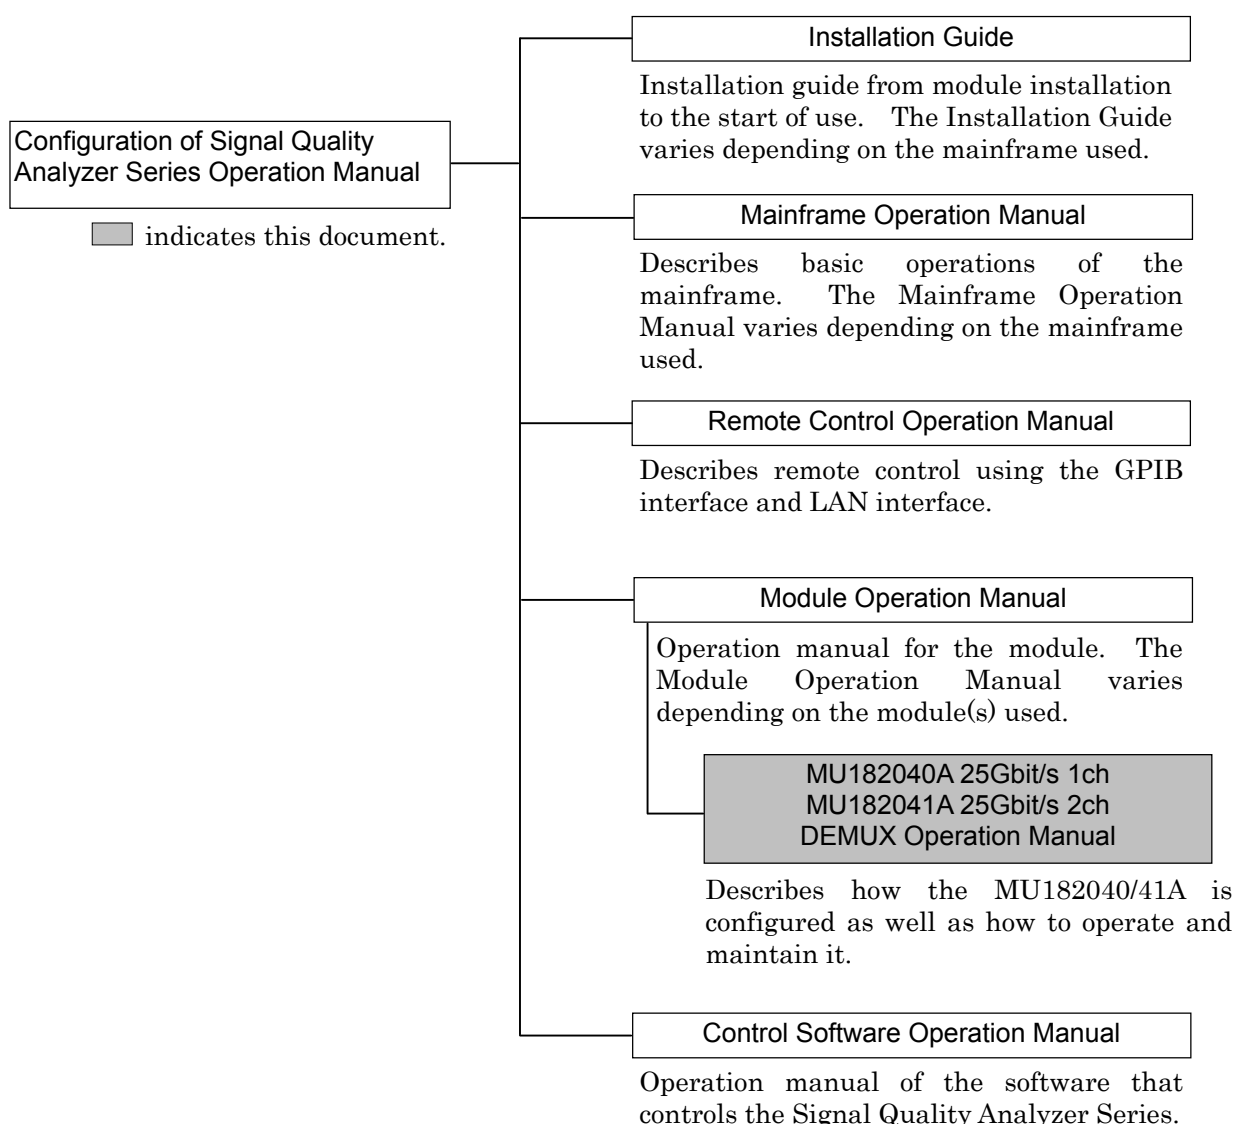 Installation Guide
Installation guide from module installation
to the start of use. The Installation Guide
varies depending on the mainframe used.
Configuration of Signal Quality
Analyzer Series Operation Manual
indicates this document.
Mainframe Operation Manual
Describes basic operations of the
mainframe. The Mainframe Operation
Manual varies depending on the mainframe
used.
Remote Control Operation Manual
Describes remote control using the GPIB
interface and LAN interface.
Module Operation Manual
Operation manual for the module. The
Module Operation Manual varies
depending on the module(s) used.
MU182040A 25Gbit/s 1ch
MU182041A 25Gbit/s 2ch
DEMUX Operation Manual
Describes how the MU182040/41A is
configured as well as how to operate and
maintain it.
Control Software Operation Manual
Operation manual of the software that
controls the Signal Quality Analyzer Series.